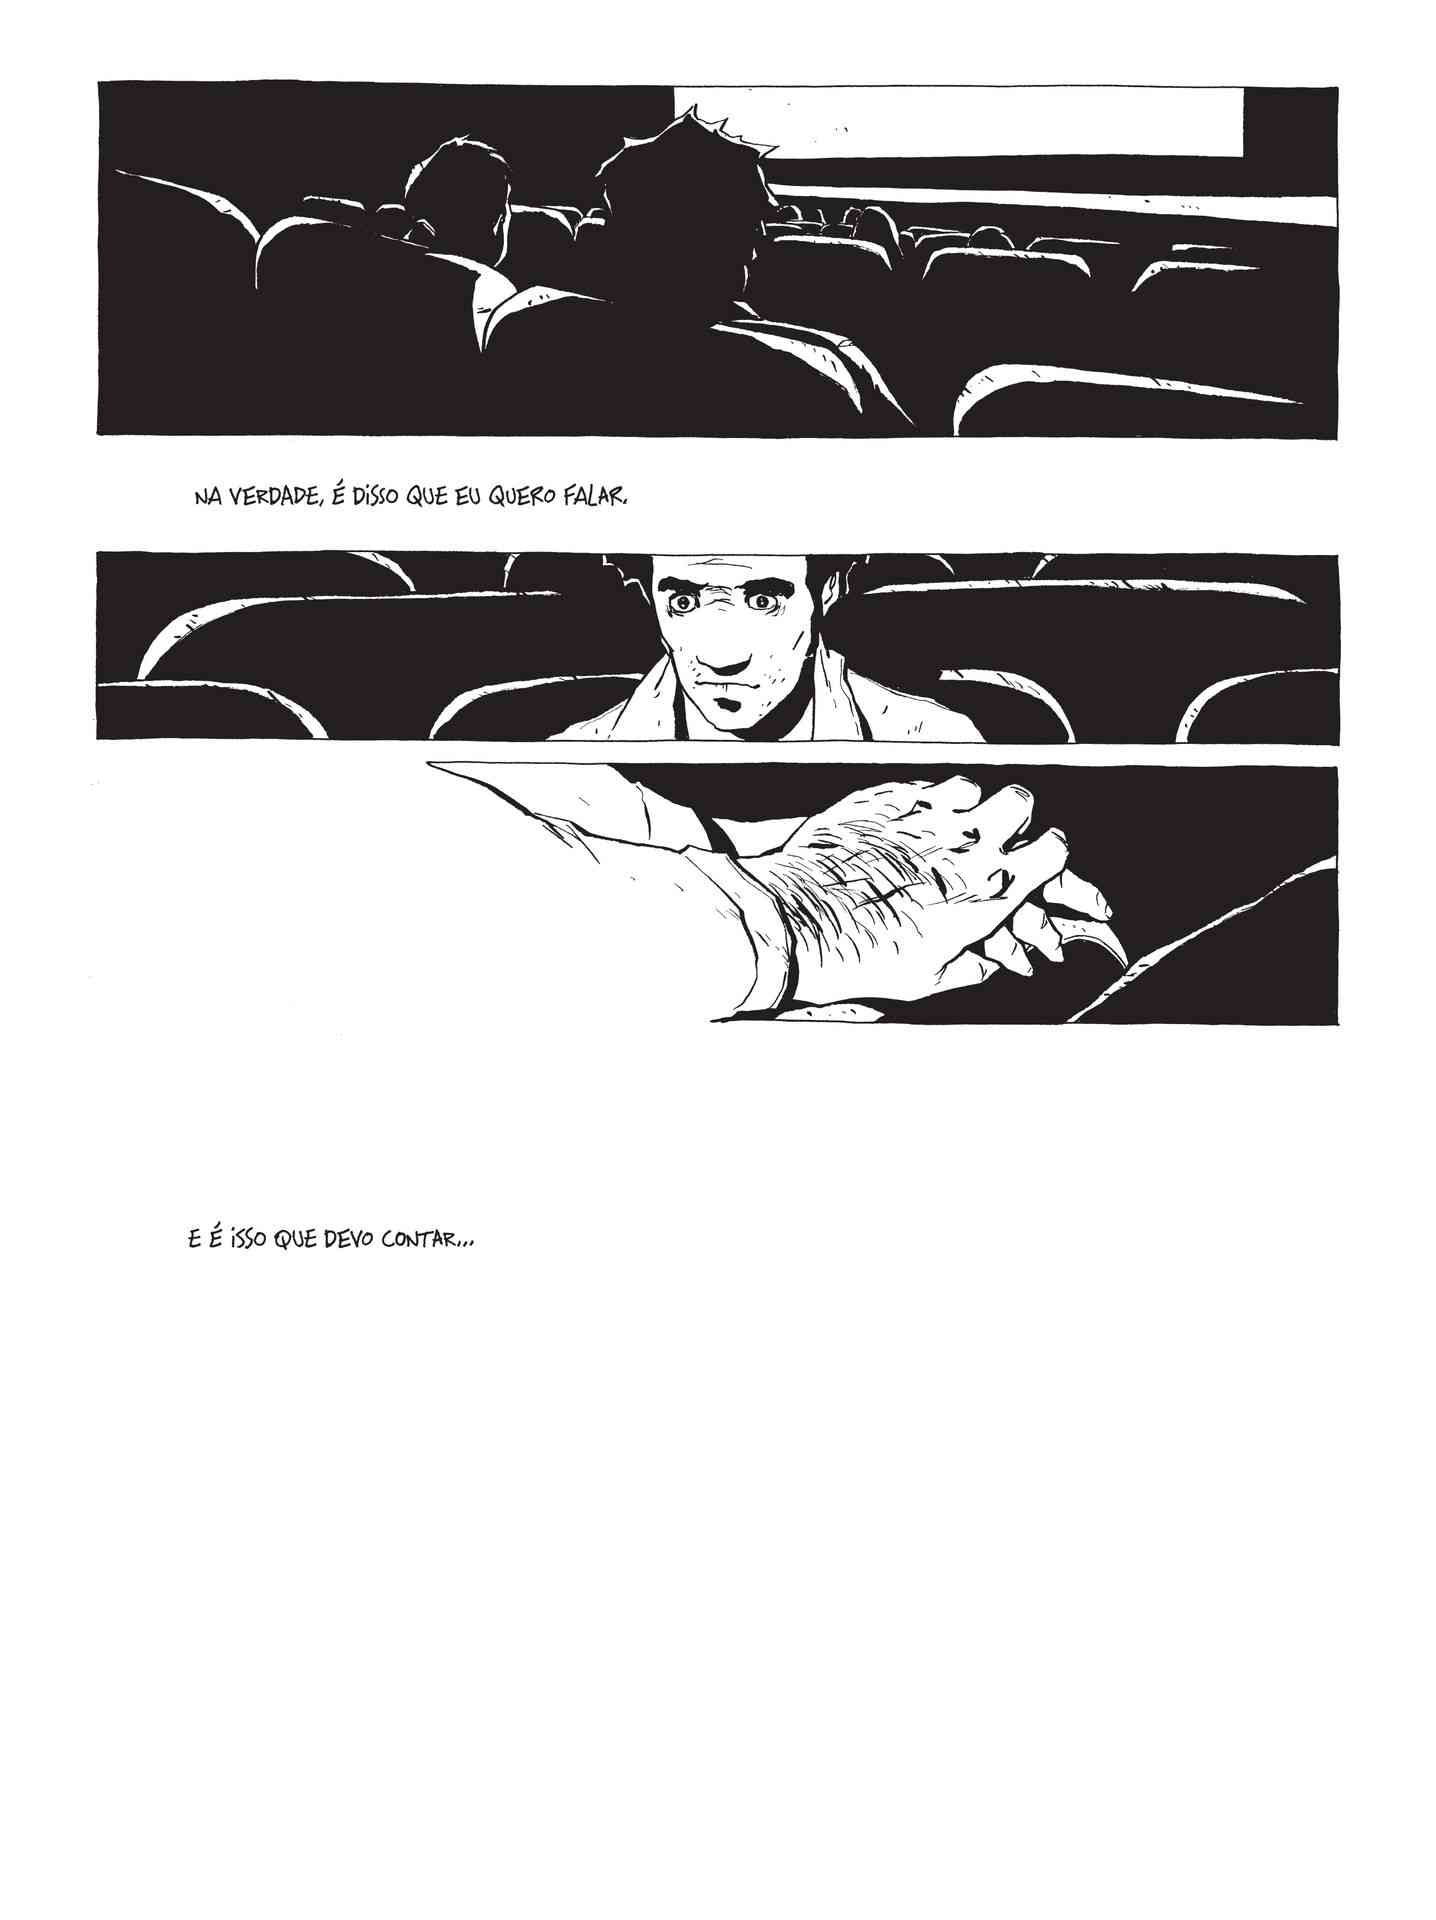 NA VERDADE, É DISSO QUE EU QUERO FALAR.
E É ISSO QUE DEVO CONTAR...